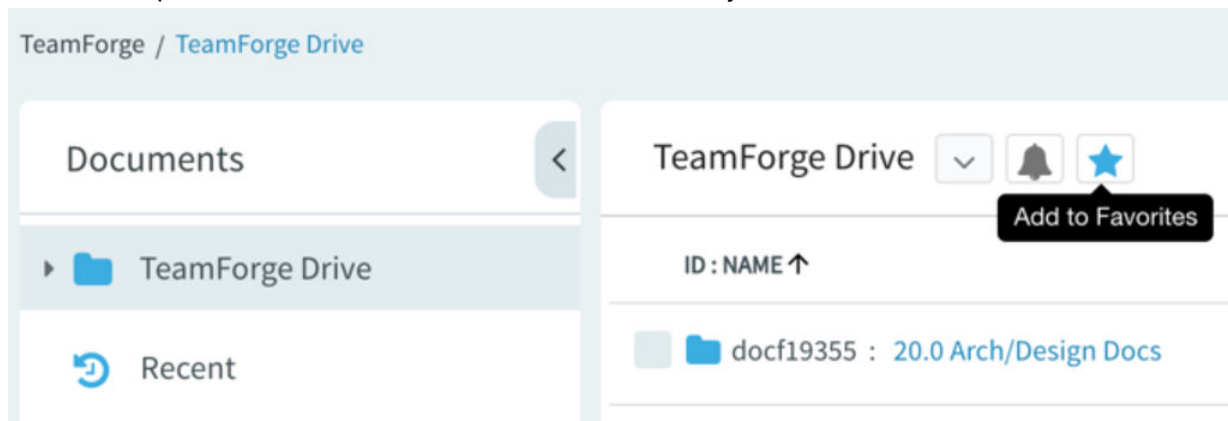 TeamForge / TeamForge Drive
Documents
TeamForge Drive
Recent
TeamForge Drive
Add to Favorites
ID : NAME
docf19355 : 20.0 Arch/Design Docs